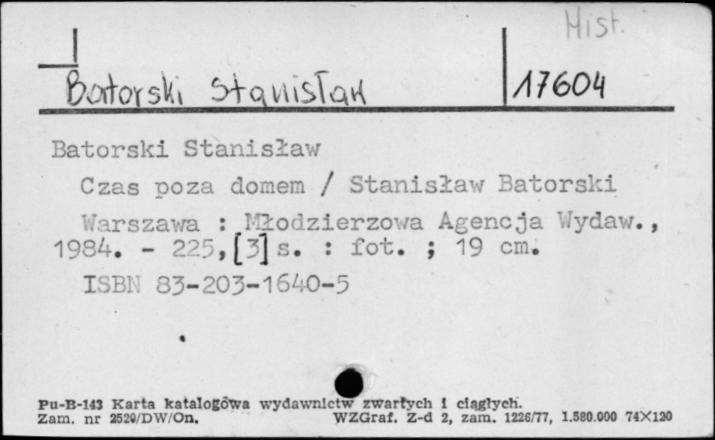 Hist.
Batorski Stanisław
17604
Batorski Stanisław
Czas poza domem / Stanisław Batorski
Warszawa : Młodzierzowa Agencja Wydaw.,
1984. - 225,[3]s. : fot. ; 19 cm.
ISBN 83-203-1640-5
Pu-B-143 Karta katalogowa wydawnictw zwartych i ciągłych.
Zam. nr 2529/DW/On. WZGraf. Z-d 2, zam. 1226/77, 1.580.000 74X120